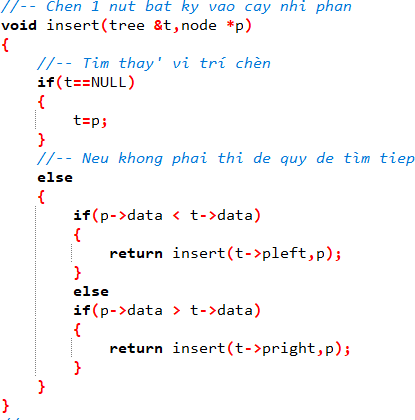 //-- Chen 1 nut bat ky vao cay nhi phan
void insert(tree &t,node *p)
{
//-- Tim thay' vi trí chèn
if(t==NULL)
{
t=p;
}
//-- Neu khong phai thi de quy de tìm tiep
else
{
if(p->data < t->data)
{
return insert(t->pleft,p);
}
else
if(p->data > t->data)
{
return insert(t->pright,p);
}
}
}